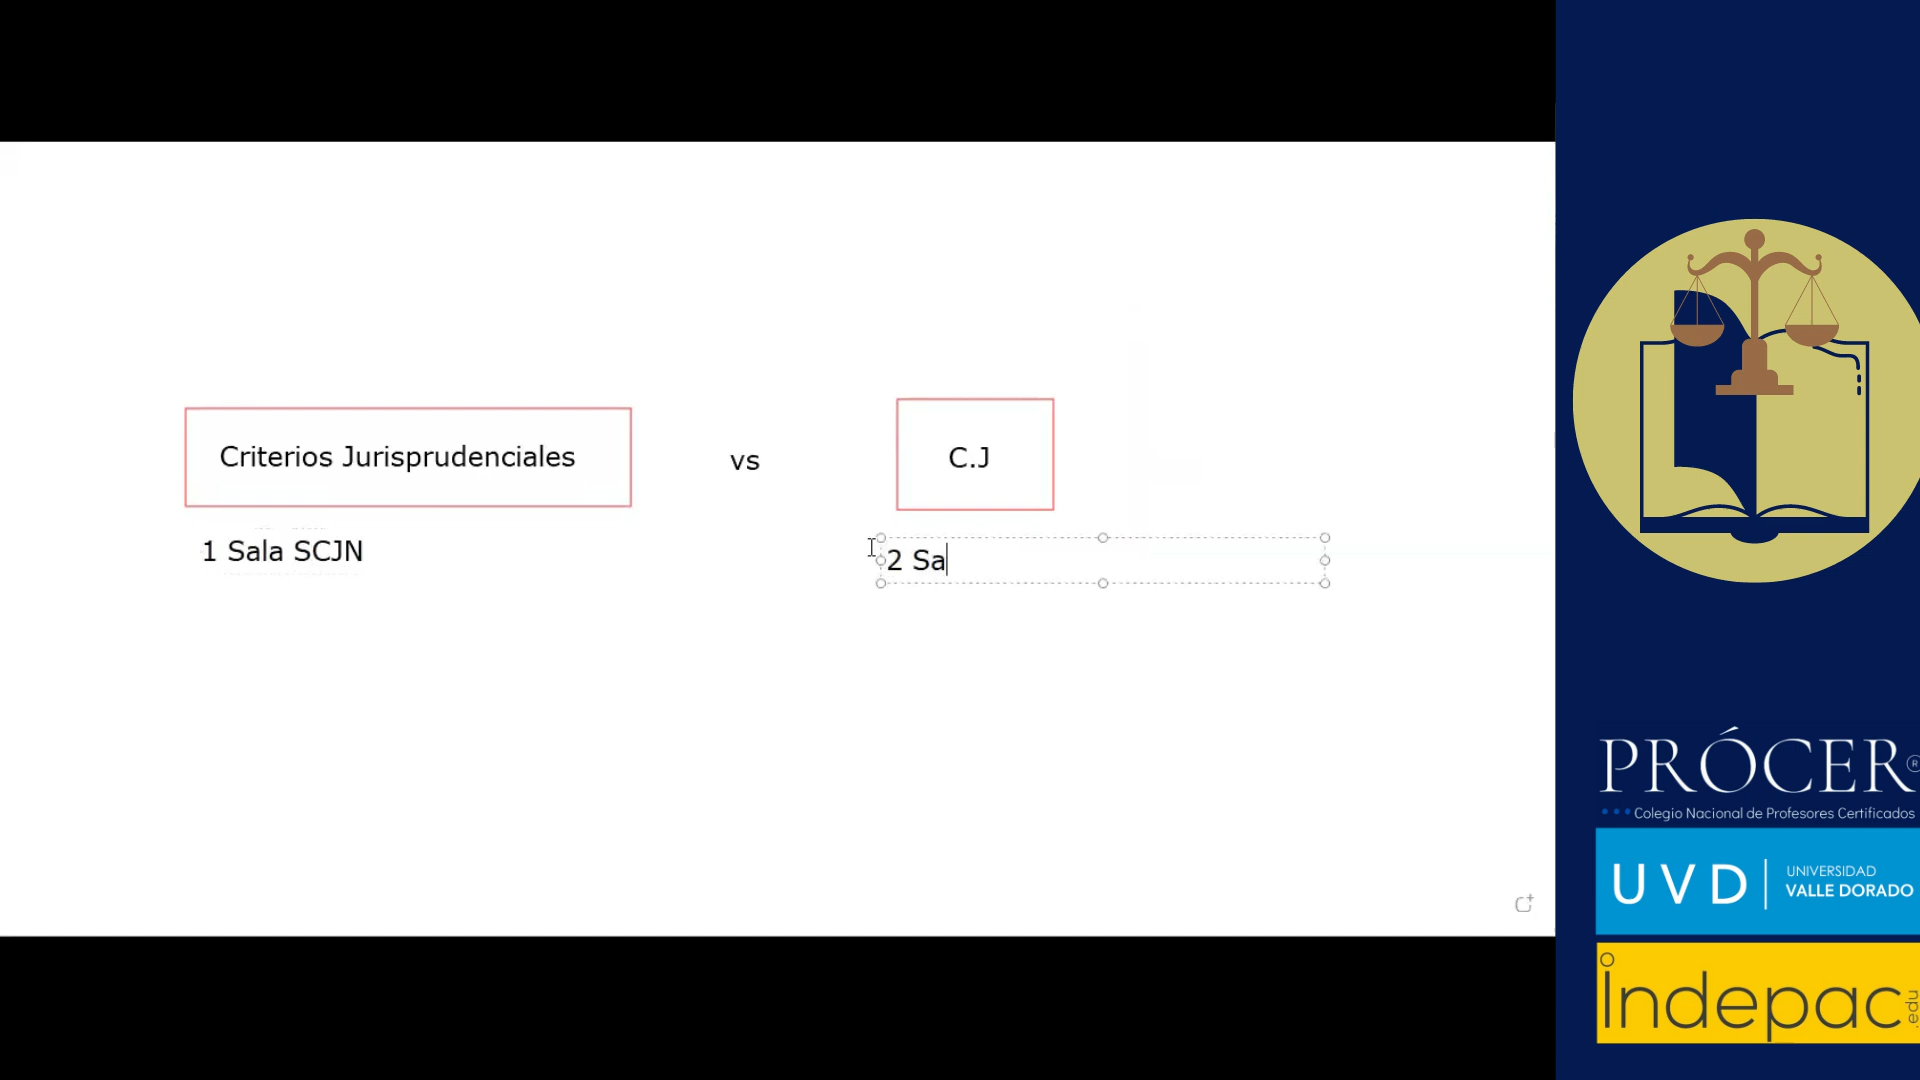 Criterios Jurisprudenciales
vs
C.J
1 Sala SCJN
2 Sa
PRÓCER®
Colegio Nacional de Profesores Certificados
UVD
UNIVERSIDAD
VALLE DORADO
indepac
.edu